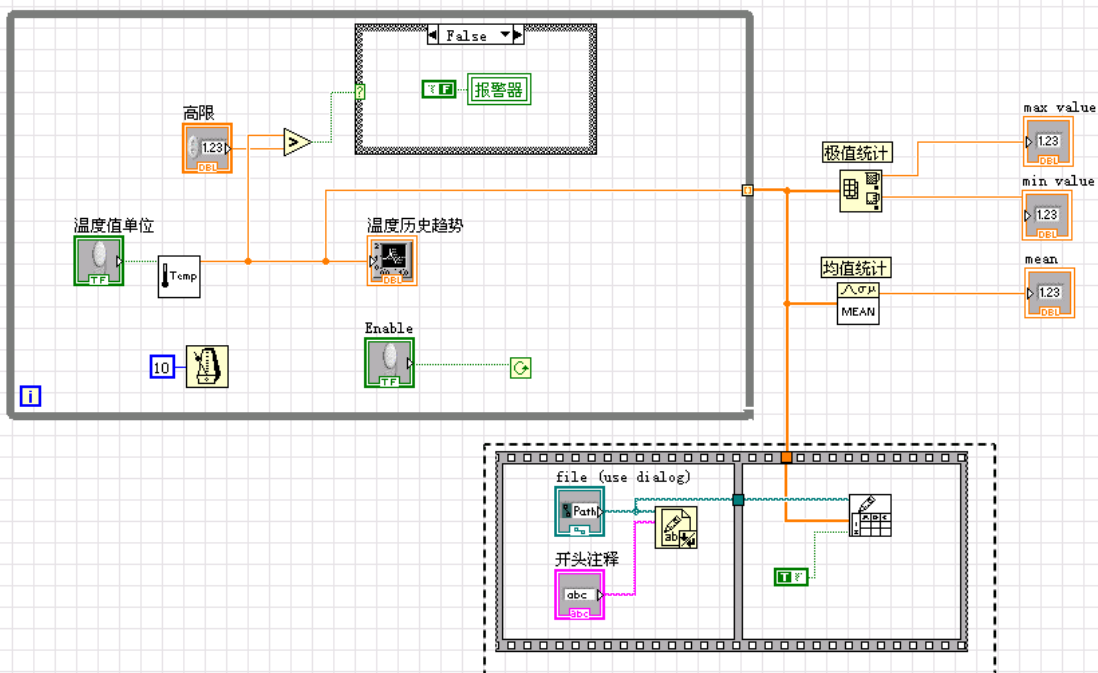 False
报警器
高限
1.23
DBL
温度值单位
TF
Temp
温度历史趋势
DBL
Enable
TF
10
i
max value
1.23
DBL
极值统计
min value
1.23
DBL
均值统计
MEAN
mean
1.23
DBL
file (use dialog)
Path
开头注释
abc
abc
T
F
ab
σμ